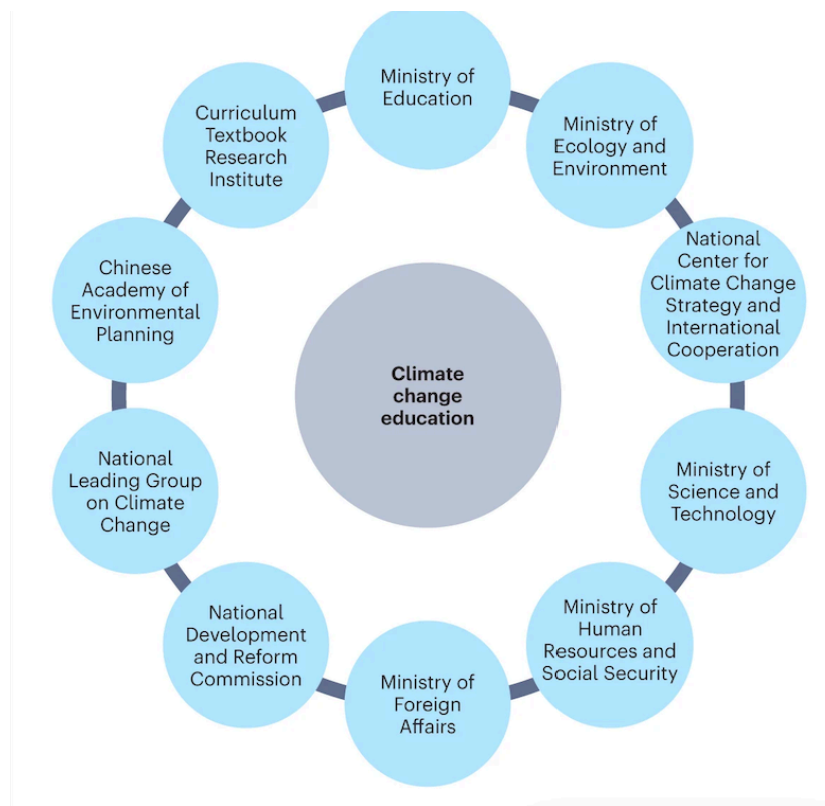 Ministry of
Education
Ministry of
Ecology and
Environment
National
Center for
Climate Change
Strategy and
International
Cooperation
Ministry of
Science and
Technology
Ministry of
Human
Resources and
Social Security
Ministry of
Foreign
Affairs
National
Development
and Reform
Commission
National
Leading Group
on Climate
Change
Chinese
Academy of
Environmental
Planning
Curriculum
Textbook
Research
Institute
Climate
change
education